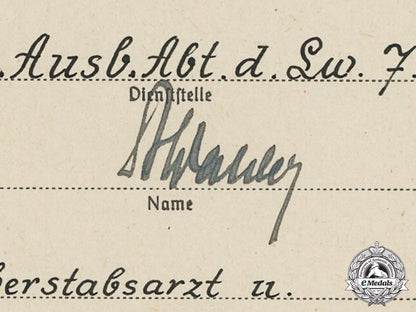 . Ausb. Abt. d. Lw. 7
Dienststelle
Name
berstabsarzt u.
eMedals